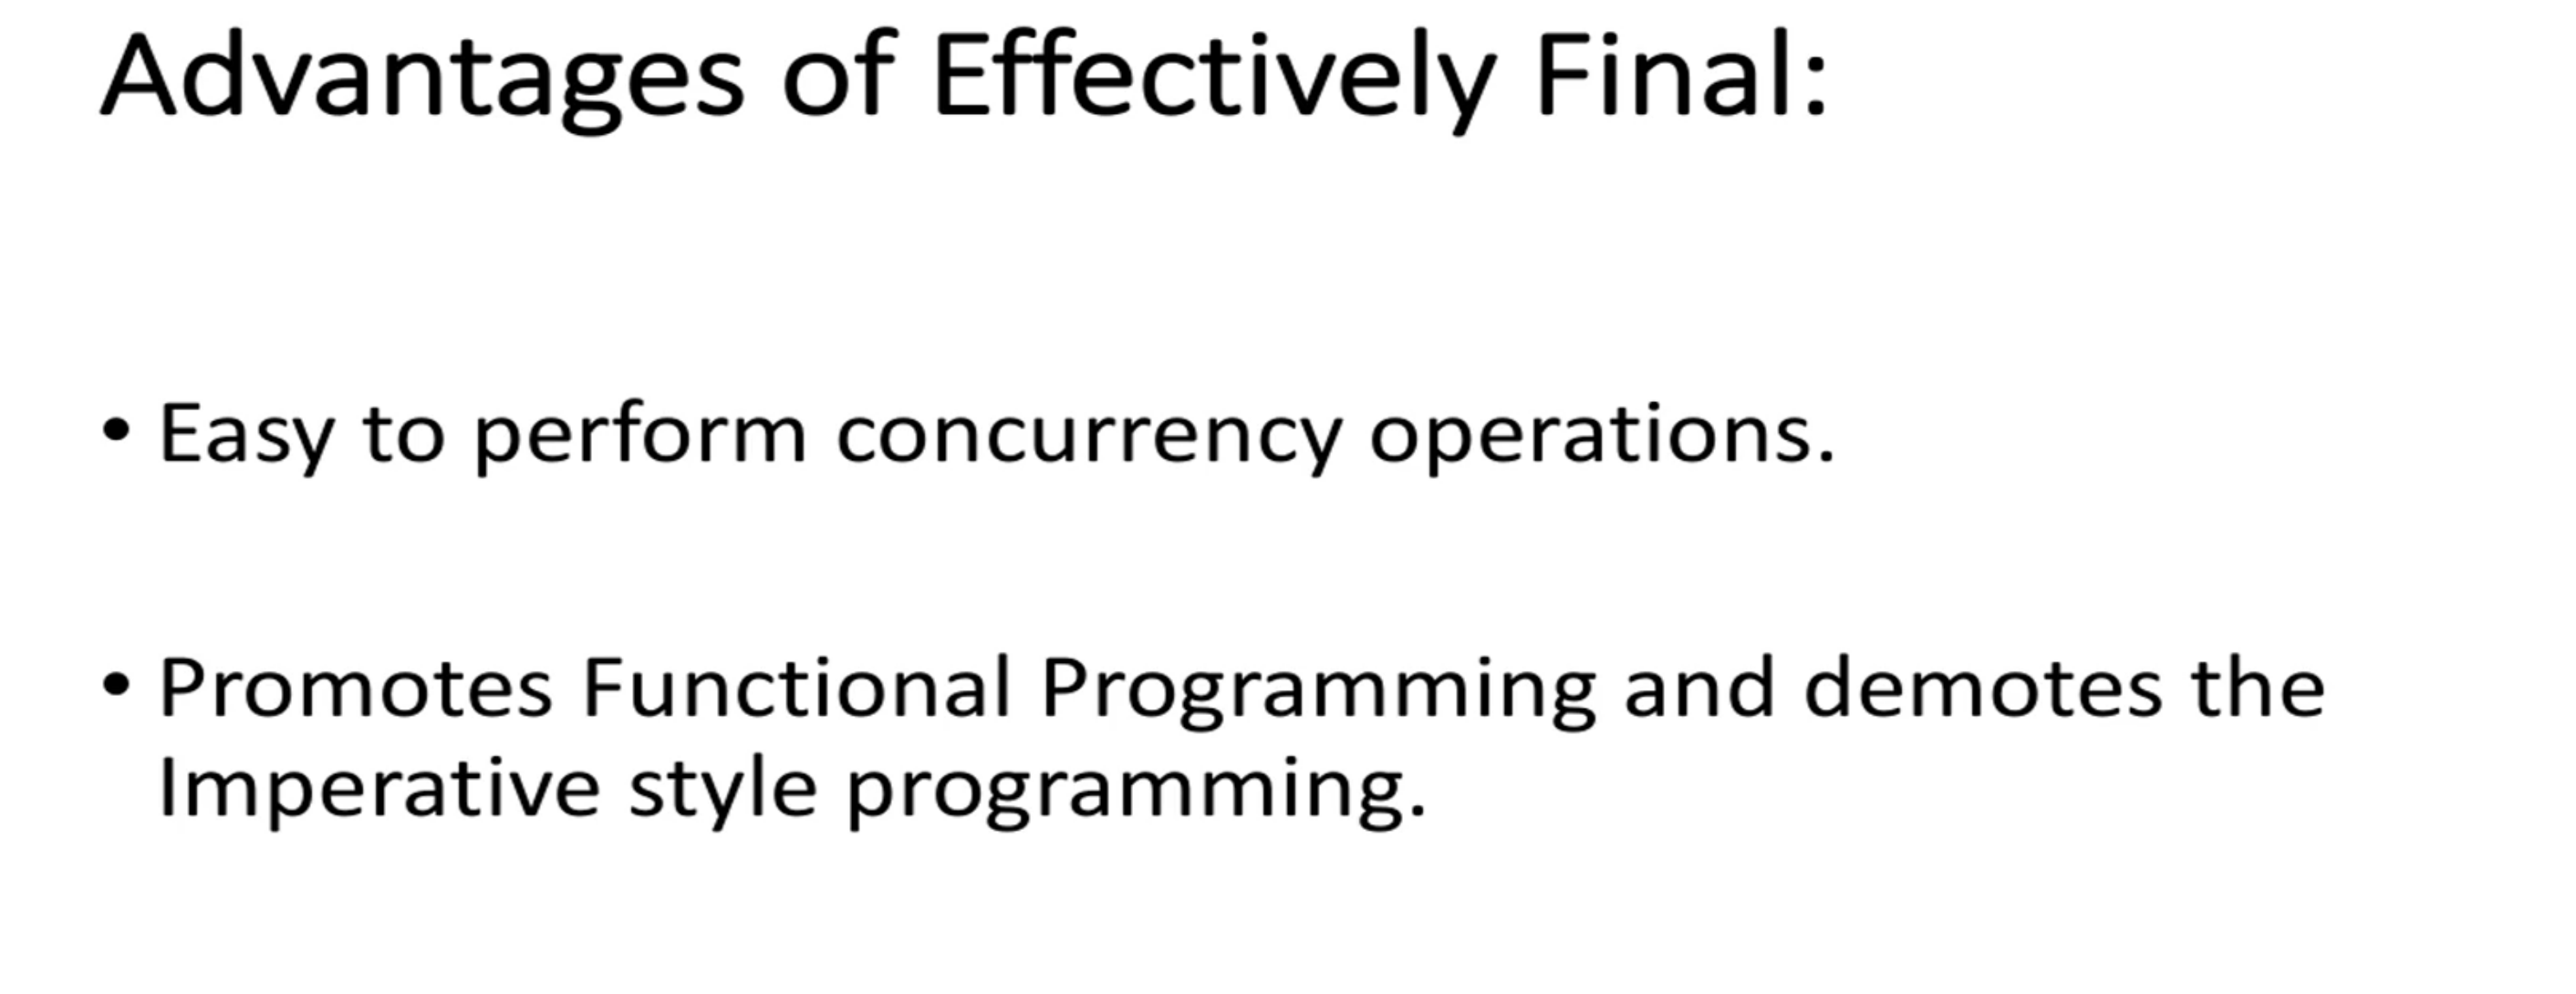 Advantages of Effectively Final:
• Easy to perform concurrency operations.
• Promotes Functional Programming and demotes the
Imperative style programming.